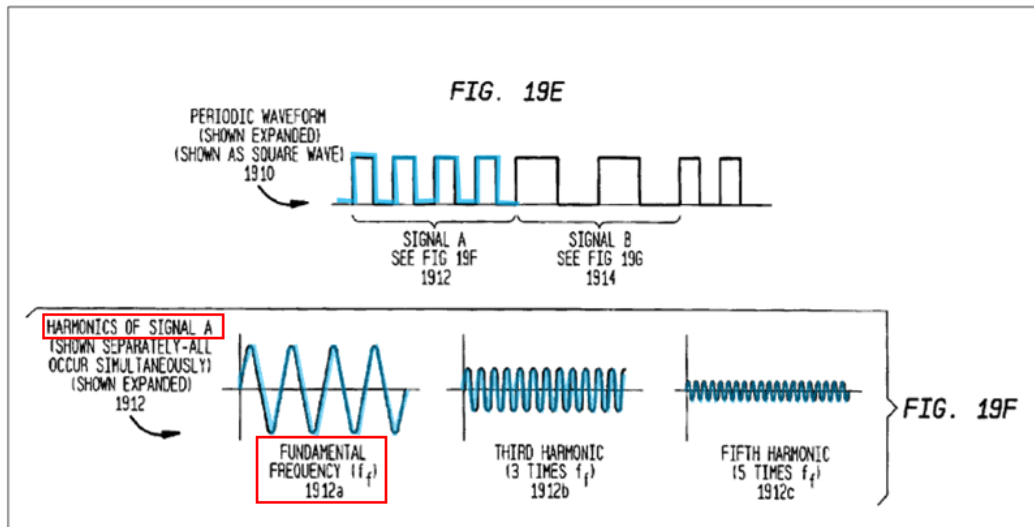 FIG. 19E
PERIODIC WAVEFORM
(SHOWN EXPANDED)
(SHOWN AS SQUARE WAVE)
1910
SIGNAL A
SEE FIG 19F
1912
SIGNAL B
SEE FIG 19G
1914
HARMONICS OF SIGNAL A
(SHOWN SEPARATELY-ALL
OCCUR SIMULTANEOUSLY)
(SHOWN EXPANDED)
1912
FUNDAMENTAL
FREQUENCY (ff)
1912a
THIRD HARMONIC
(3 TIMES ff)
1912b
FIFTH HARMONIC
(5 TIMES ff)
1912c
FIG. 19F